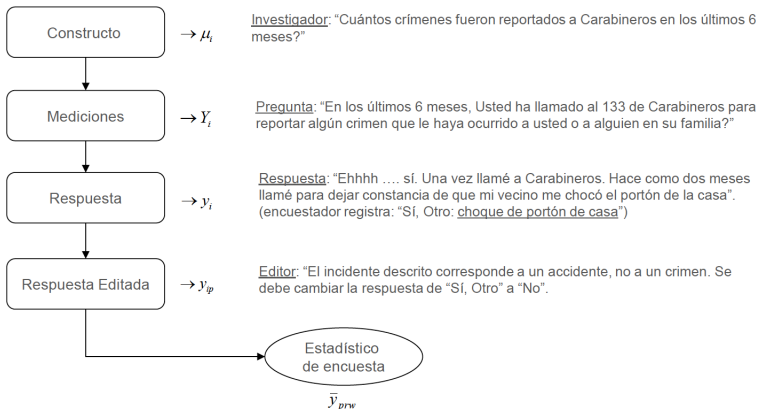 Constructo
→ μi
Investigador: “Cuántos crímenes fueron reportados a Carabineros en los últimos 6
meses?”
Mediciones
→ Yi
Pregunta: “En los últimos 6 meses, Usted ha llamado al 133 de Carabineros para
reportar algún crimen que le haya ocurrido a usted o a alguien en su familia?”
Respuesta
→ yi
Respuesta: “Ehhhh …. sí. Una vez llamé a Carabineros. Hace como dos meses
llamé para dejar constancia de que mi vecino me chocó el portón de la casa”.
(encuestador registra: “Sí, Otro: choque de portón de casa”)
Respuesta Editada
→ yip
Editor: “El incidente descrito corresponde a un accidente, no a un crimen. Se
debe cambiar la respuesta de “Sí, Otro” a “No”.
Estadístico
de encuesta
ȳprw